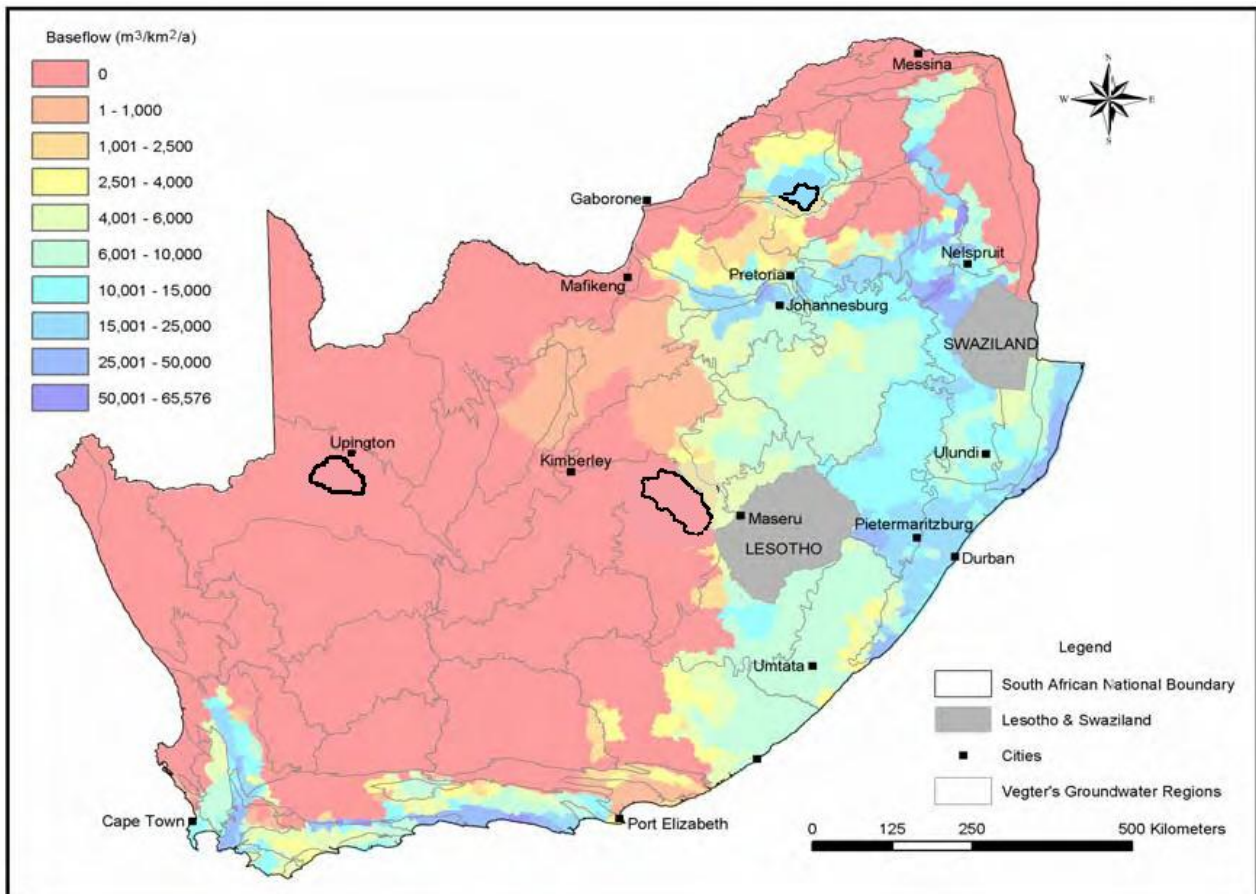 Baseflow (m³/km²/a)
0
1 - 1,000
1,001 - 2,500
2,501 - 4,000
4,001 - 6,000
6,001 - 10,000
10,001 - 15,000
15,001 - 25,000
25,001 - 50,000
50,001 - 65,576
Messina
N
W E
S
Gaborone
Nelspruit
Pretoria
Mafikeng
Johannesburg
SWAZILAND
Upington
Ulundi
Kimberley
Maseru
Pietermaritzburg
LESOTHO
Durban
Umtata
Cape Town
Port Elizabeth
Legend
South African National Boundary
Lesotho & Swaziland
Cities
Vegter's Groundwater Regions
0 125 250 500 Kilometers